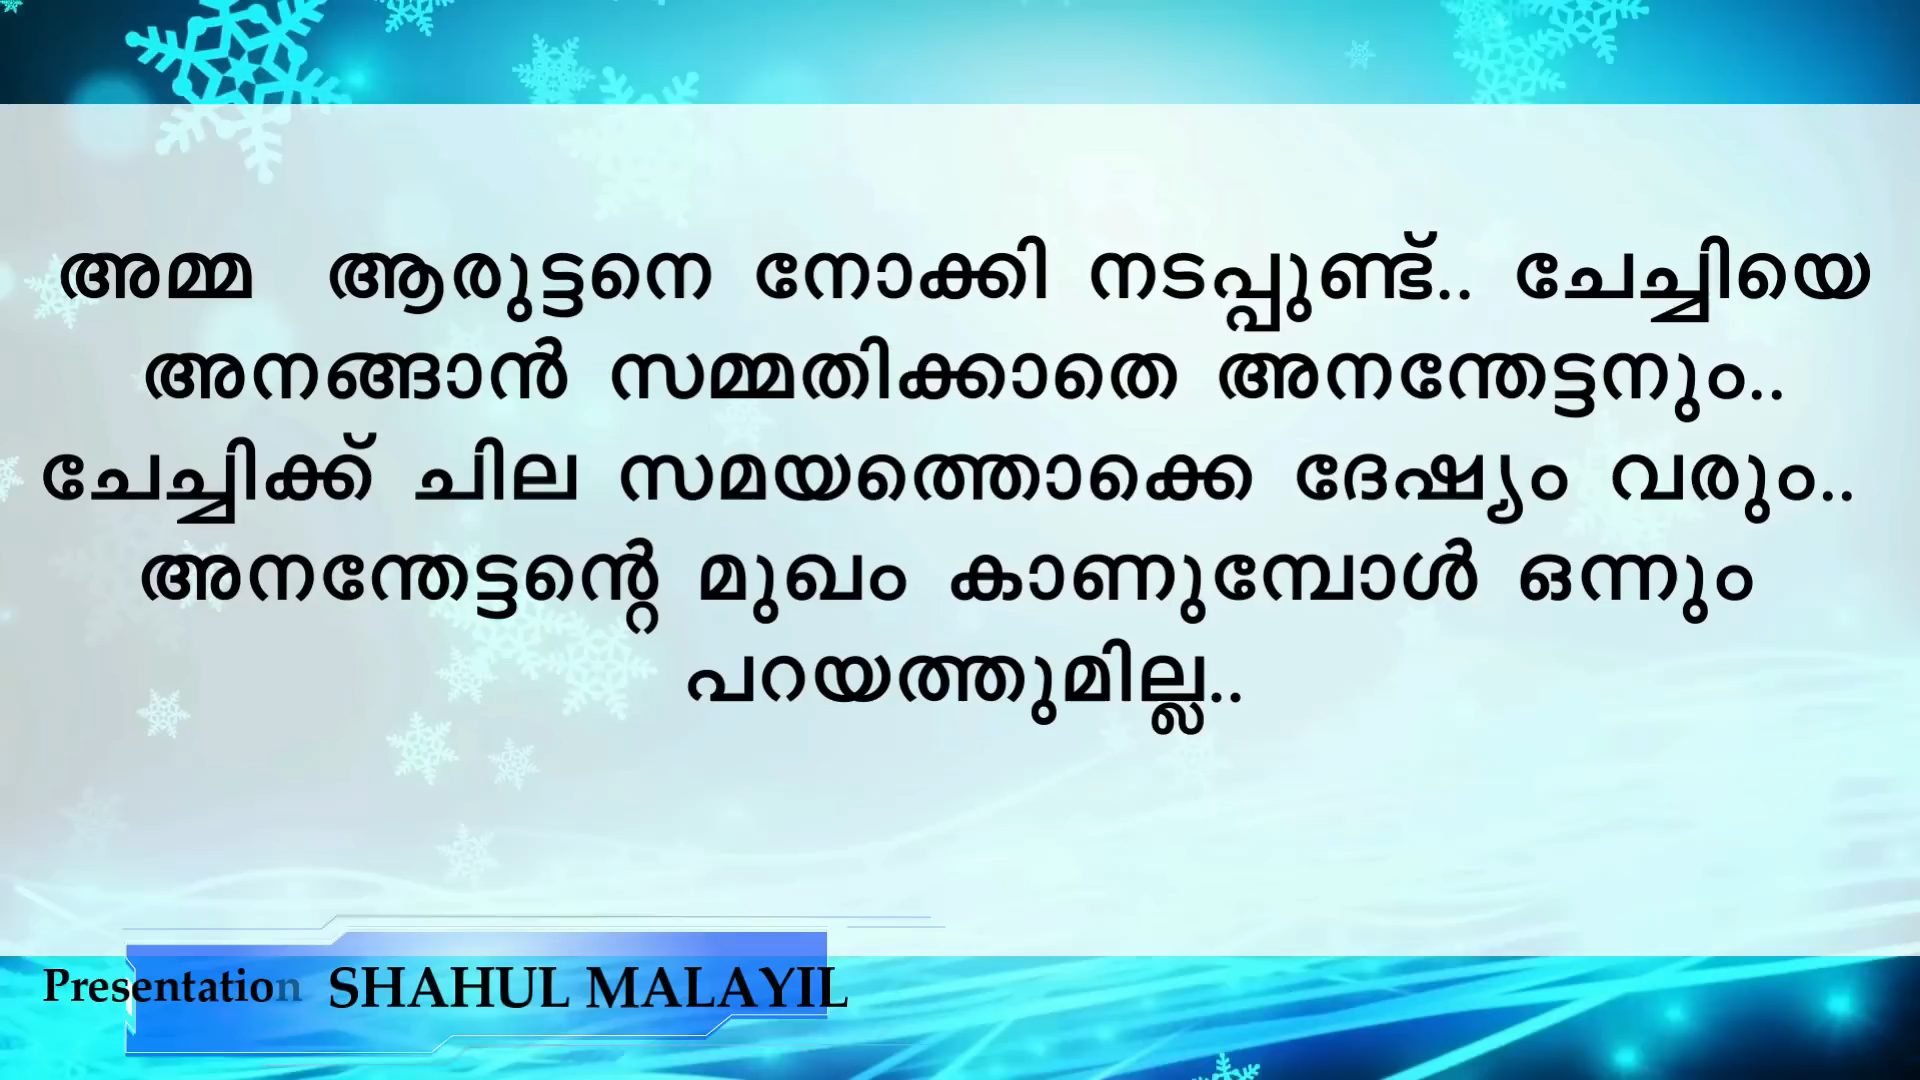 അമ്മ ആരുട്ടനെ നോക്കി നടപ്പുണ്ട്.. ചേച്ചിയെ
അനങ്ങാൻ സമ്മതിക്കാതെ അനന്തേട്ടനും..
ചേച്ചിക്ക് ചില സമയത്തൊക്കെ ദേഷ്യം വരും..
അനന്തേട്ടന്റെ മുഖം കാണുമ്പോൾ ഒന്നും
പറയത്തുമില്ല..
Presentation SHAHUL MALAYIL